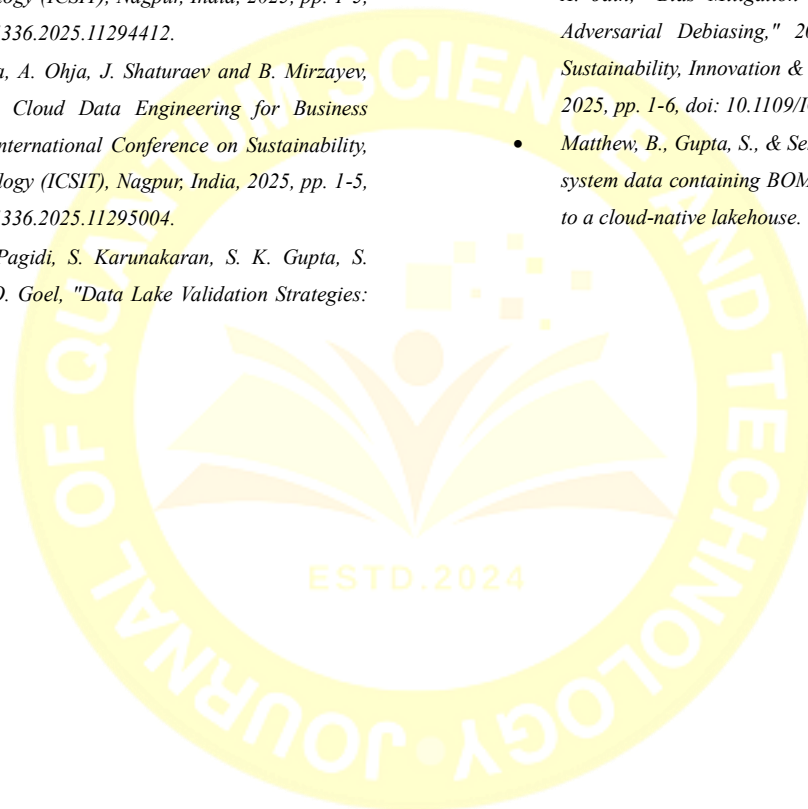 ogy (ICSIT), Nagpur, India, 2025, pp. 1-5,
336.2025.11294412.
a, A. Ohja, J. Shaturaev and B. Mirzayev,
Cloud Data Engineering for Business
nternational Conference on Sustainability,
logy (ICSIT), Nagpur, India, 2025, pp. 1-5,
336.2025.11295004.
Pagidi, S. Karunakaran, S. K. Gupta, S.
O. Goel, "Data Lake Validation Strategies:
Adversarial Debiasing," 20
Sustainability, Innovation &
2025, pp. 1-6, doi: 10.1109/I
• Matthew, B., Gupta, S., & Se
system data containing BOM
to a cloud-native lakehouse.
JOURNAL OF QUANTUM SCIENCE AND TECHNOLOGY
ESTD.2024